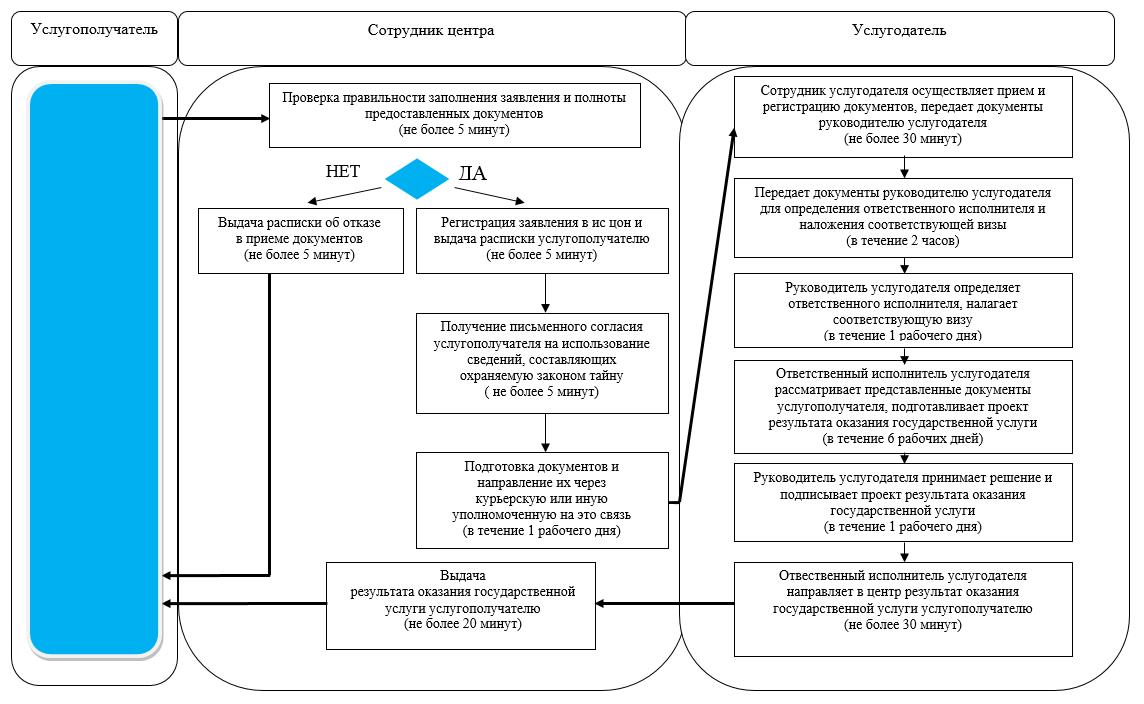 Услугополучатель
Сотрудник центра
Услугодатель
Проверка правильности заполнения заявления и полноты
предоставленных документов
(не более 5 минут)
НЕТ
ДА
Выдача расписки об отказе
в приеме документов
(не более 5 минут)
Регистрация заявления в ис цон и
выдача расписки услугополучателю
(не более 5 минут)
Получение письменного согласия
услугополучателя на использование
сведений, составляющих
охраняемую законом тайну
( не более 5 минут)
Подготовка документов и
направление их через
курьерскую или иную
уполномоченную на это связь
(в течение 1 рабочего дня)
Выдача
результата оказания государственной
услуги услугополучателю
(не более 20 минут)
Сотрудник услугодателя осуществляет прием и
регистрацию документов, передает документы
руководителю услугодателя
(не более 30 минут)
Передает документы руководителю услугодателя
для определения ответственного исполнителя и
наложения соответствующей визы
(в течение 2 часов)
Руководитель услугодателя определяет
ответственного исполнителя, налагает
соответствующую визу
(в течение 1 рабочего дня)
Ответственный исполнитель услугодателя
рассматривает представленные документы
услугополучателя, подготавливает проект
результата оказания государственной услуги
(в течение 6 рабочих дней)
Руководитель услугодателя принимает решение и
подписывает проект результата оказания
государственной услуги
(в течение 1 рабочего дня)
Отвественный исполнитель услугодателя
направляет в центр результат оказания
государственной услуги услугополучателю
(не более 30 минут)